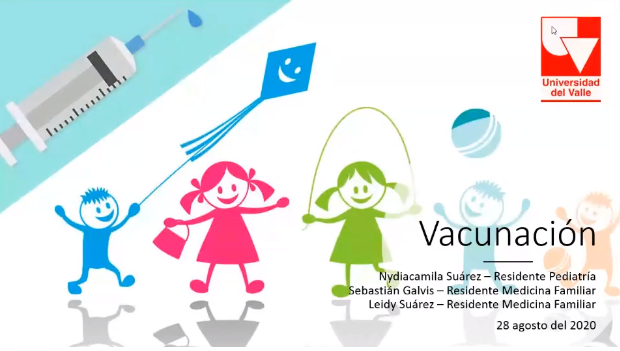 Universidad
del Valle
Vacunación
Nydiacamila Suárez – Residente Pediatría
Sebastián Galvis – Residente Medicina Familiar
Leidy Suárez – Residente Medicina Familiar
28 agosto del 2020